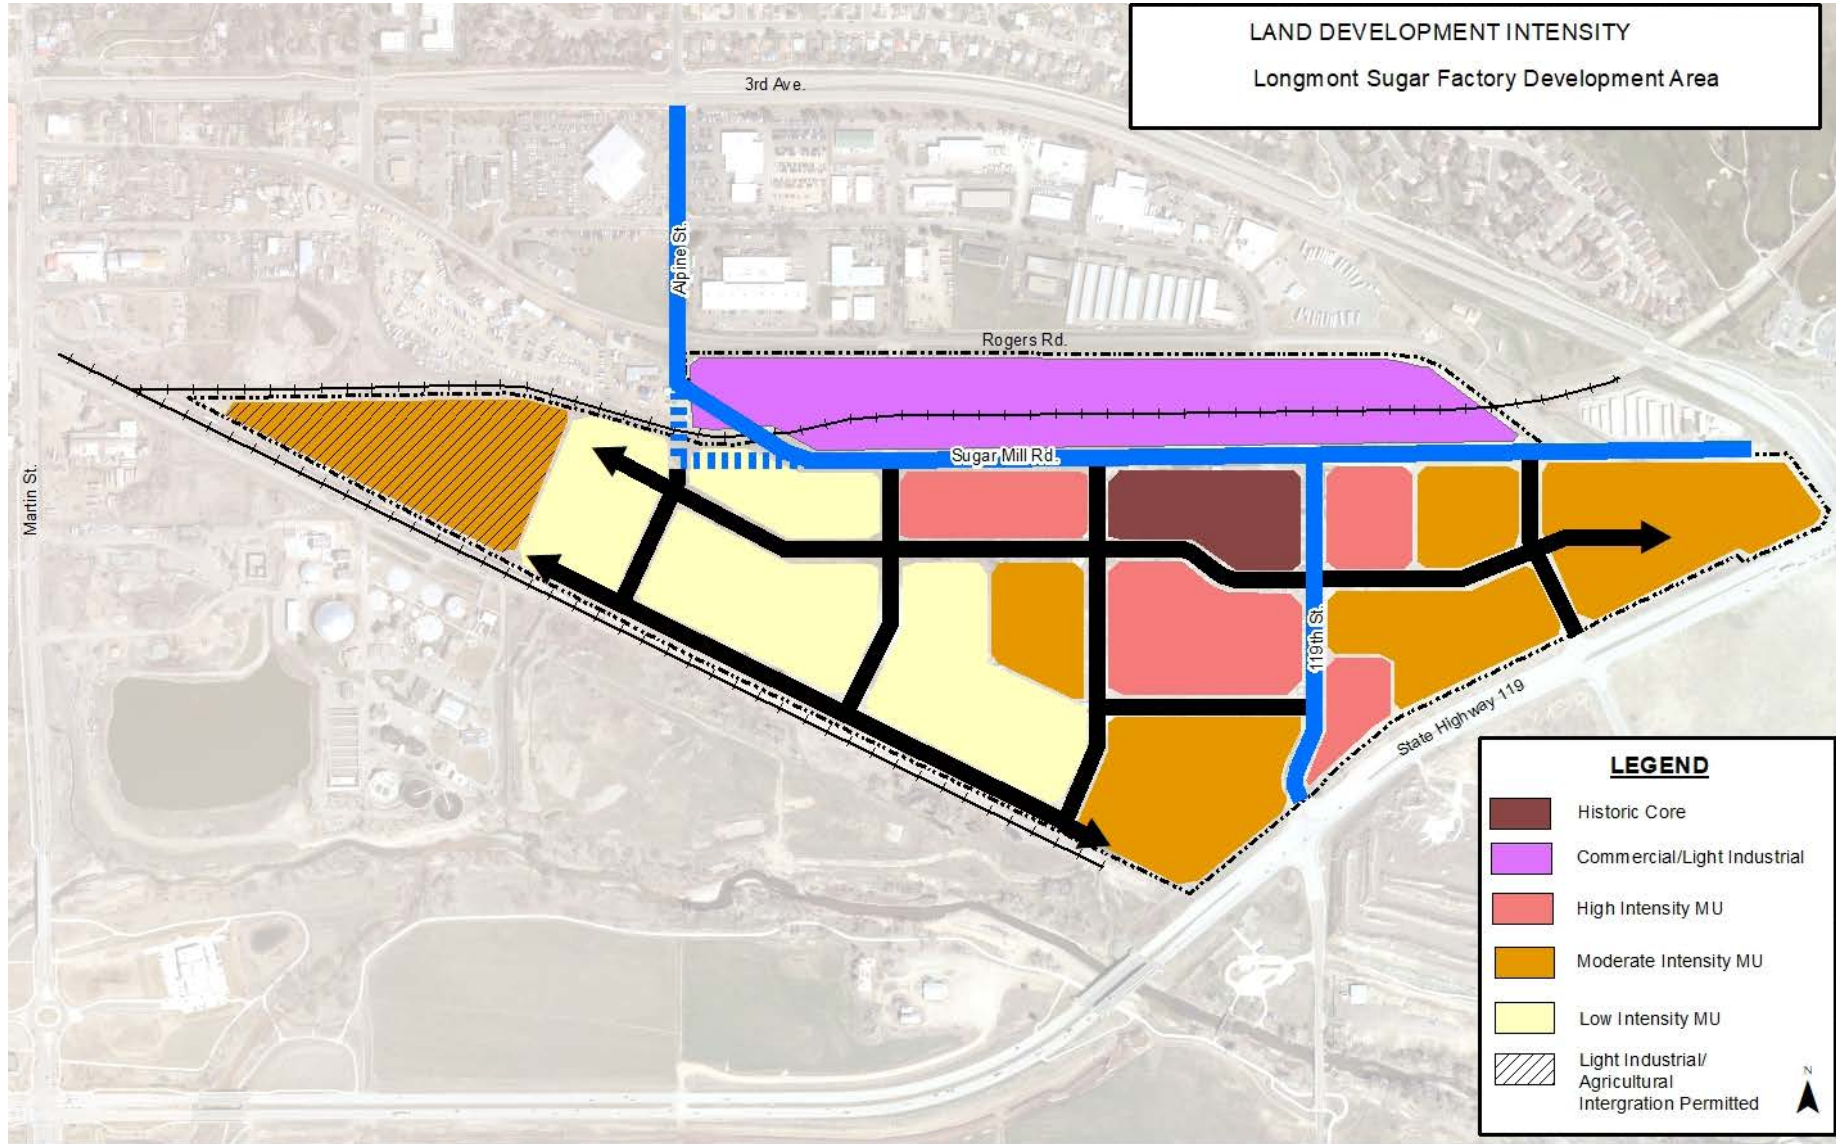 LAND DEVELOPMENT INTENSITY
Longmont Sugar Factory Development Area
3rd Ave.
Alpine St.
Rogers Rd.
Sugar Mill Rd.
Martin St.
119th St.
State Highway 119
LEGEND
Historic Core
Commercial/Light Industrial
High Intensity MU
Moderate Intensity MU
Low Intensity MU
Light Industrial/
Agricultural
Intergration Permitted
N